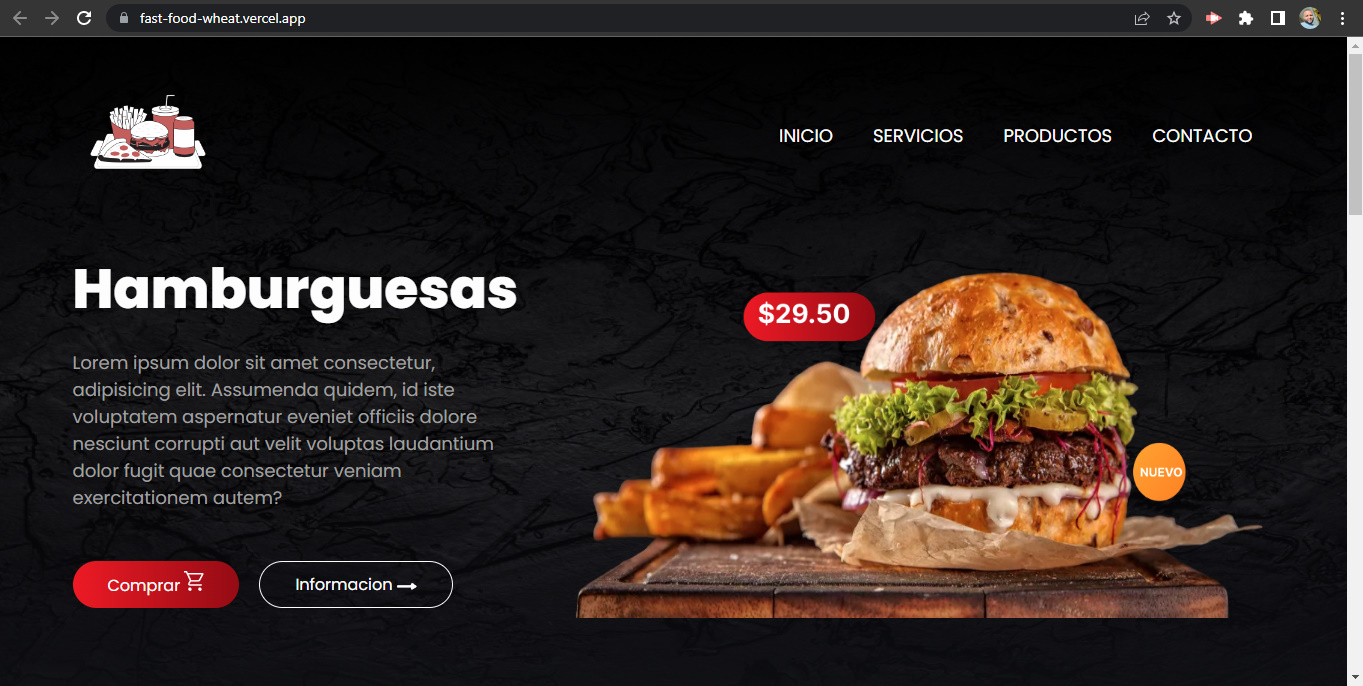 fast-food-wheat.vercel.app
INICIO SERVICIOS PRODUCTOS CONTACTO
Hamburguesas
$29.50
Lorem ipsum dolor sit amet consectetur,
adipisicing elit. Assumenda quidem, id iste
voluptatem aspernatur eveniet officiis dolore
nesciunt corrupti aut velit voluptas laudantium
dolor fugit quae consectetur veniam
exercitationem autem?
NUEVO
Comprar
Informacion